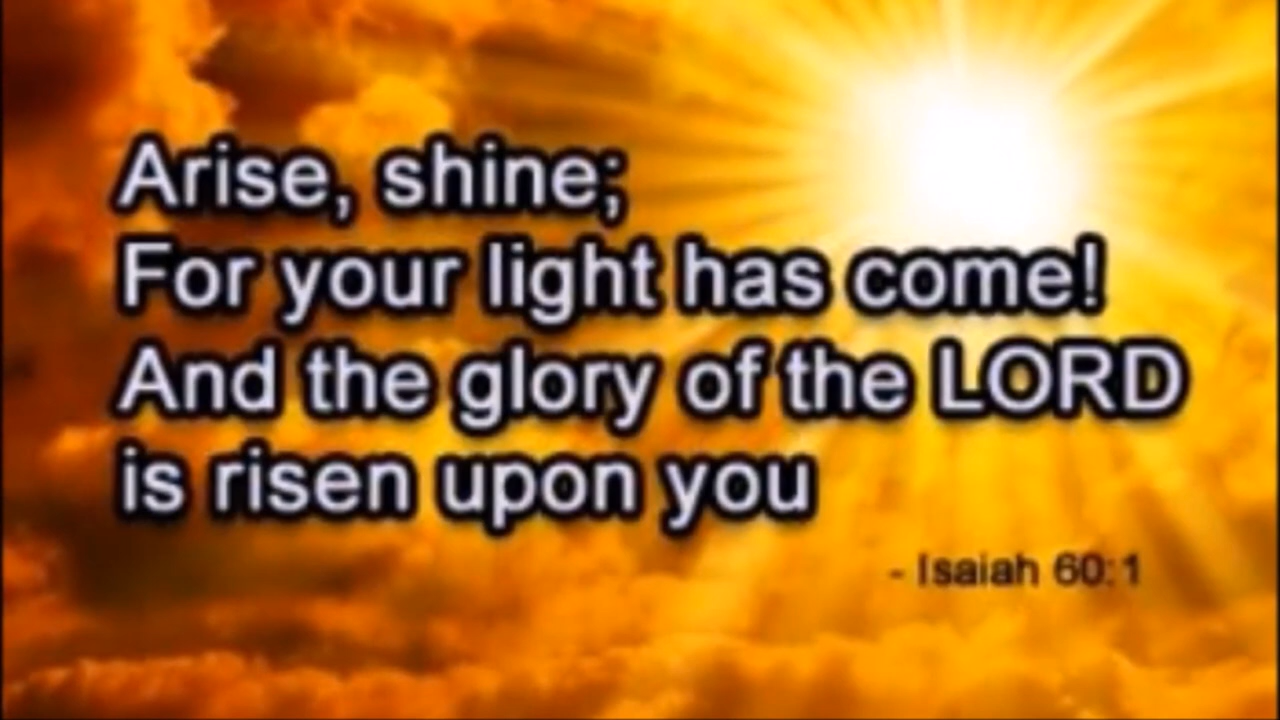 Arise, shine;
For your light has come!
And the glory of the LORD
is risen upon you
- Isaiah 60:1